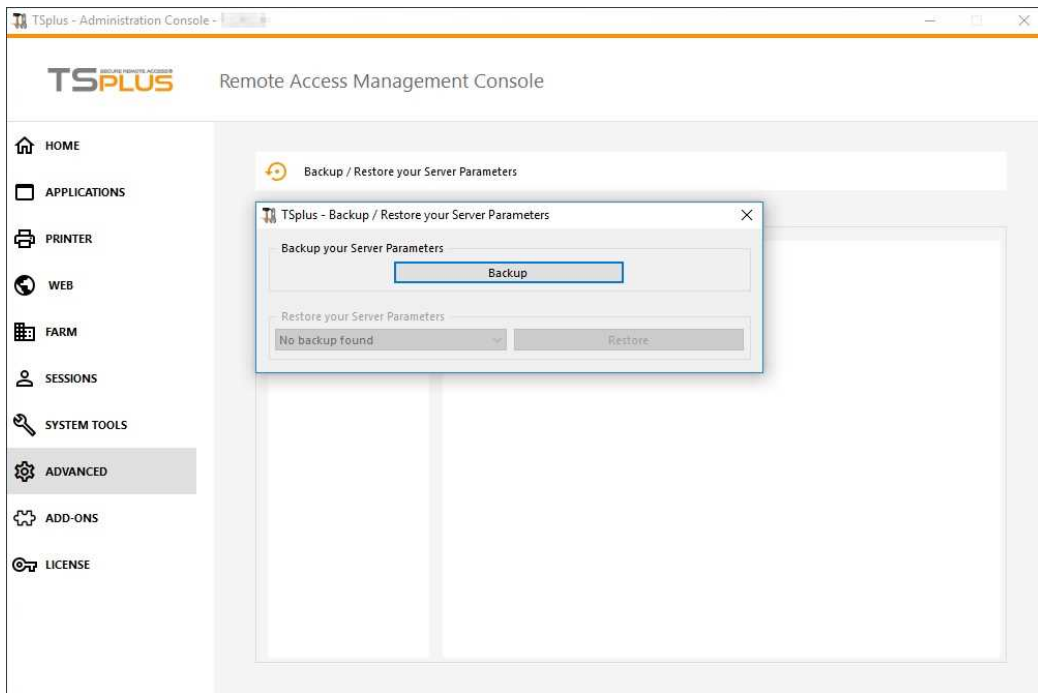 TSplus - Administration Console -
TSPLUS
SECURE REMOTE ACCESS
Remote Access Management Console
HOME
APPLICATIONS
PRINTER
WEB
FARM
SESSIONS
SYSTEM TOOLS
ADVANCED
ADD-ONS
LICENSE
Backup / Restore your Server Parameters
TSplus - Backup / Restore your Server Parameters
Backup your Server Parameters
Backup
Restore your Server Parameters
No backup found
Restore